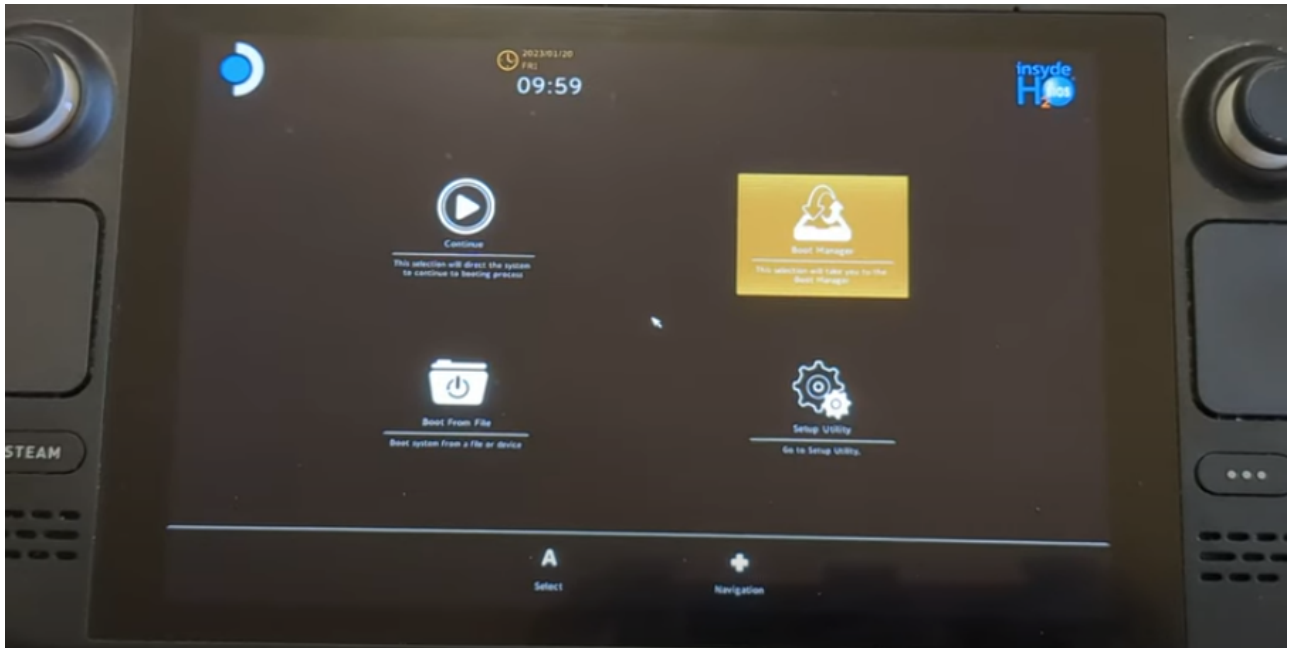 2023/01/20
FRI
09:59
insyde
H2O
Bios
Continue
This selection will direct the system
to continue to booting process
Boot Manager
This selection will take you to the
Boot Manager
Boot From File
Boot system from a file or device
Setup Utility
Go to Setup Utility.
STEAM
A
Select
Navigation